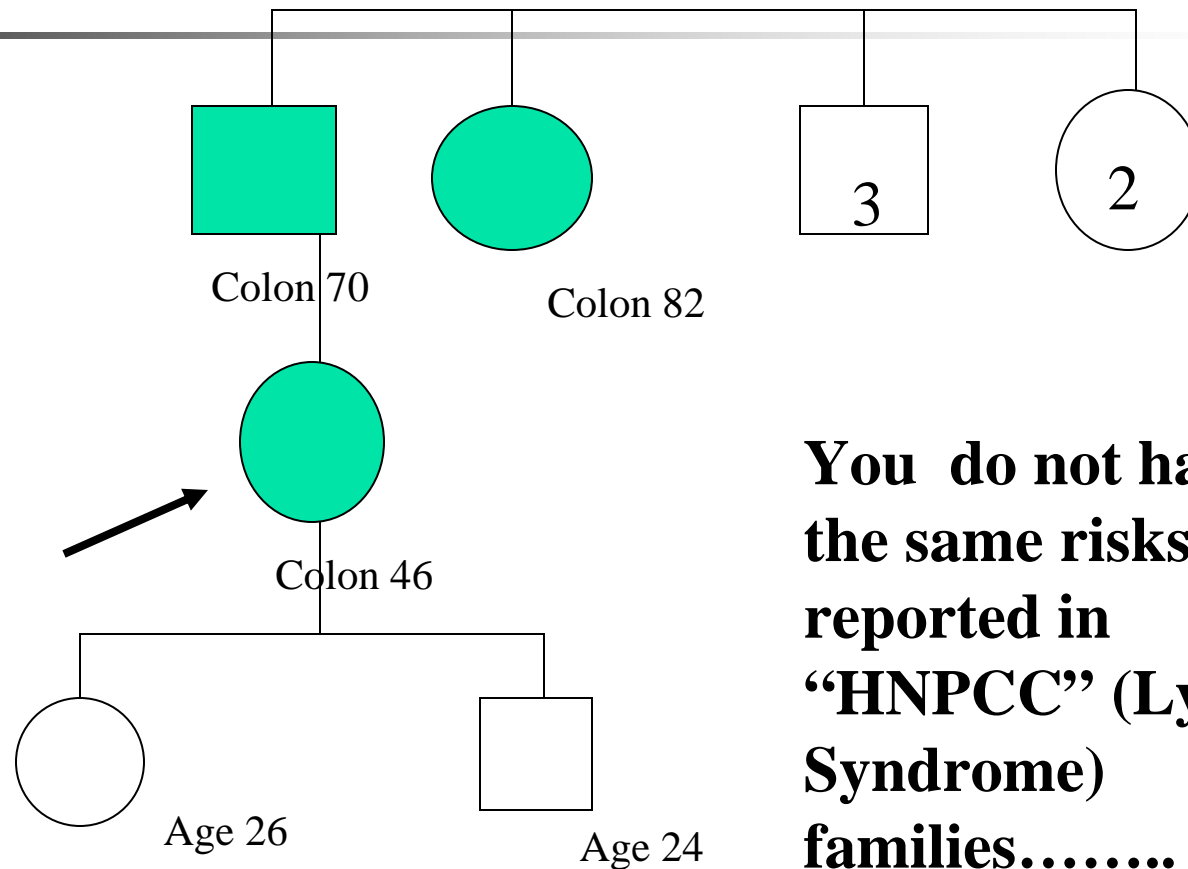 3
2
Colon 70
Colon 82
You do not ha
the same risks
reported in
Colon 46
“HNPCC” (Ly
Syndrome)
families……..
Age 26
Age 24